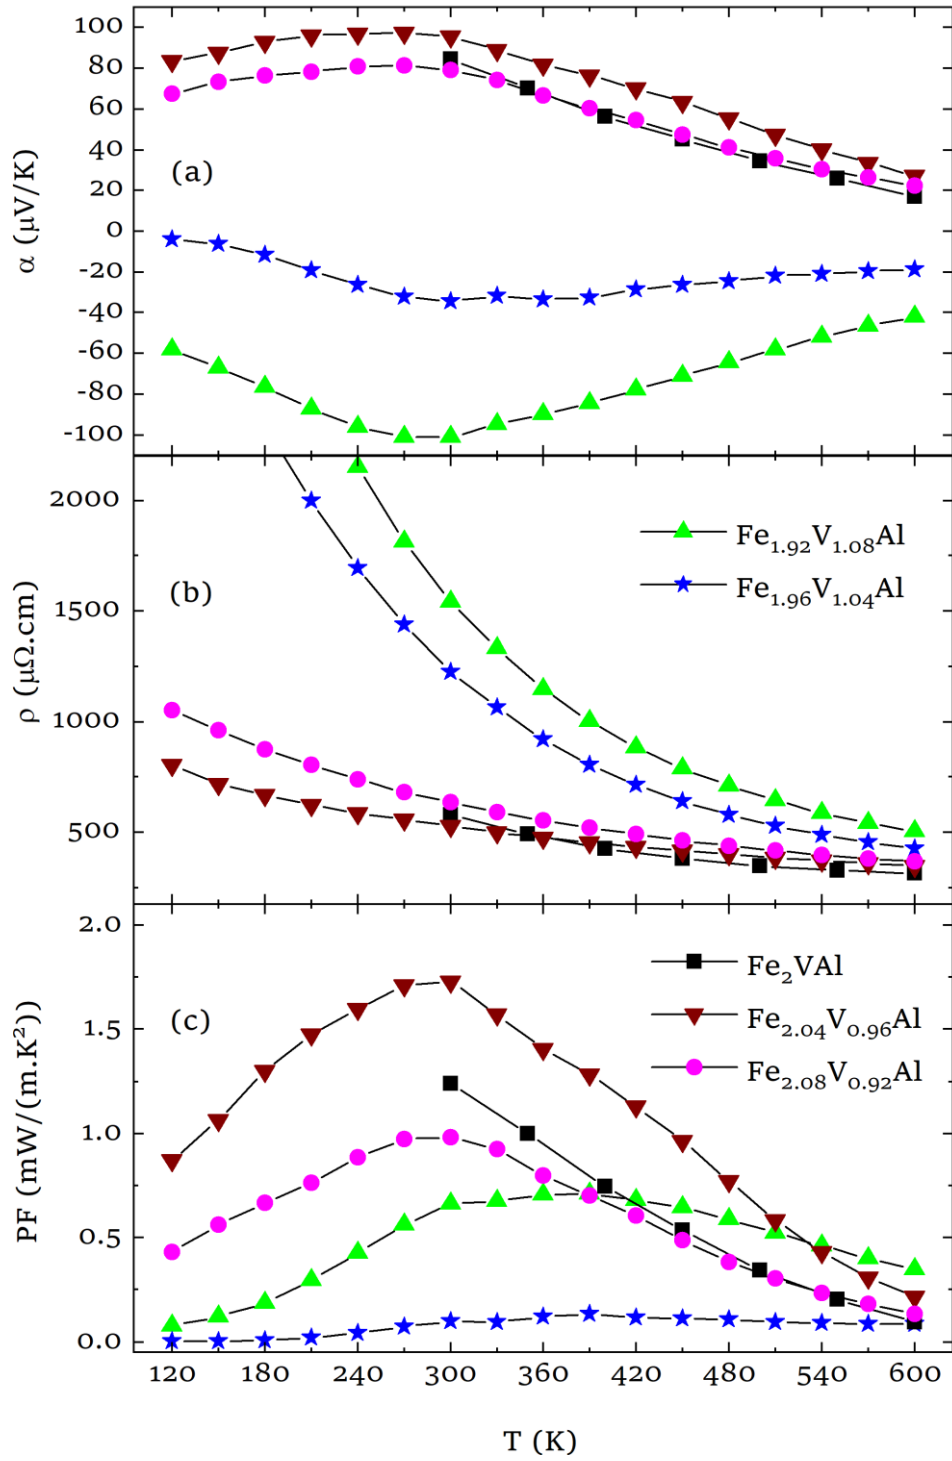 100
80
60
40
20
0
-20
-40
-60
-80
-100
α (μV/K)
(a)
2000
1500
1000
500
ρ (μΩ.cm)
(b)
Fe₁.₉₂V₁.₀₈Al
Fe₁.₉₆V₁.₀₄Al
2.0
1.5
1.0
0.5
0.0
PF (mW/(m.K²))
(c)
Fe₂VAl
Fe₂.₀₄V₀.₉₆Al
Fe₂.₀₈V₀.₉₂Al
120 180 240 300 360 420 480 540 600
T (K)